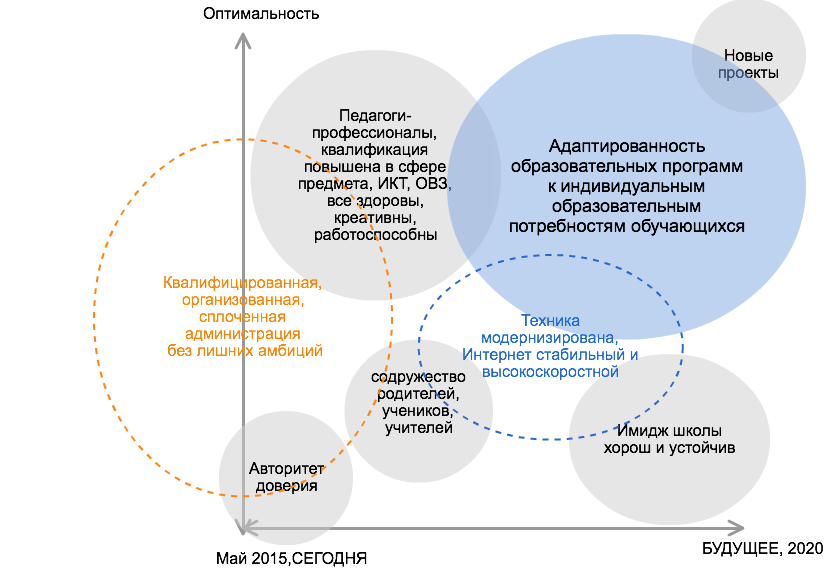 Оптимальность
Новые
проекты
Педагоги-
профессионалы,
квалификация
повышена в сфере
предмета, ИКТ, ОВЗ,
все здоровы,
креативны,
работоспособны
Адаптированность
образовательных программ
к индивидуальным
образовательным
потребностям обучающихся
Квалифицированная,
организованная,
сплоченная
администрация
без лишних амбиций
Техника
модернизирована,
Интернет стабильный и
высокоскоростной
содружество
родителей,
учеников,
учителей
Имидж школы
хорош и устойчив
Авторитет
доверия
Май 2015,СЕГОДНЯ
БУДУЩЕЕ, 2020